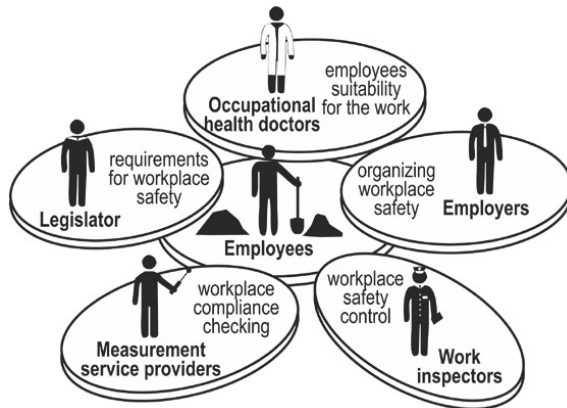 employees
suitability
for the work
Occupational
health doctors
requirements
for workplace
safety
Legislator
organizing
workplace
safety
Employers
Employees
workplace
compliance
checking
Measurement
service providers
workplace
safety
control
Work
inspectors